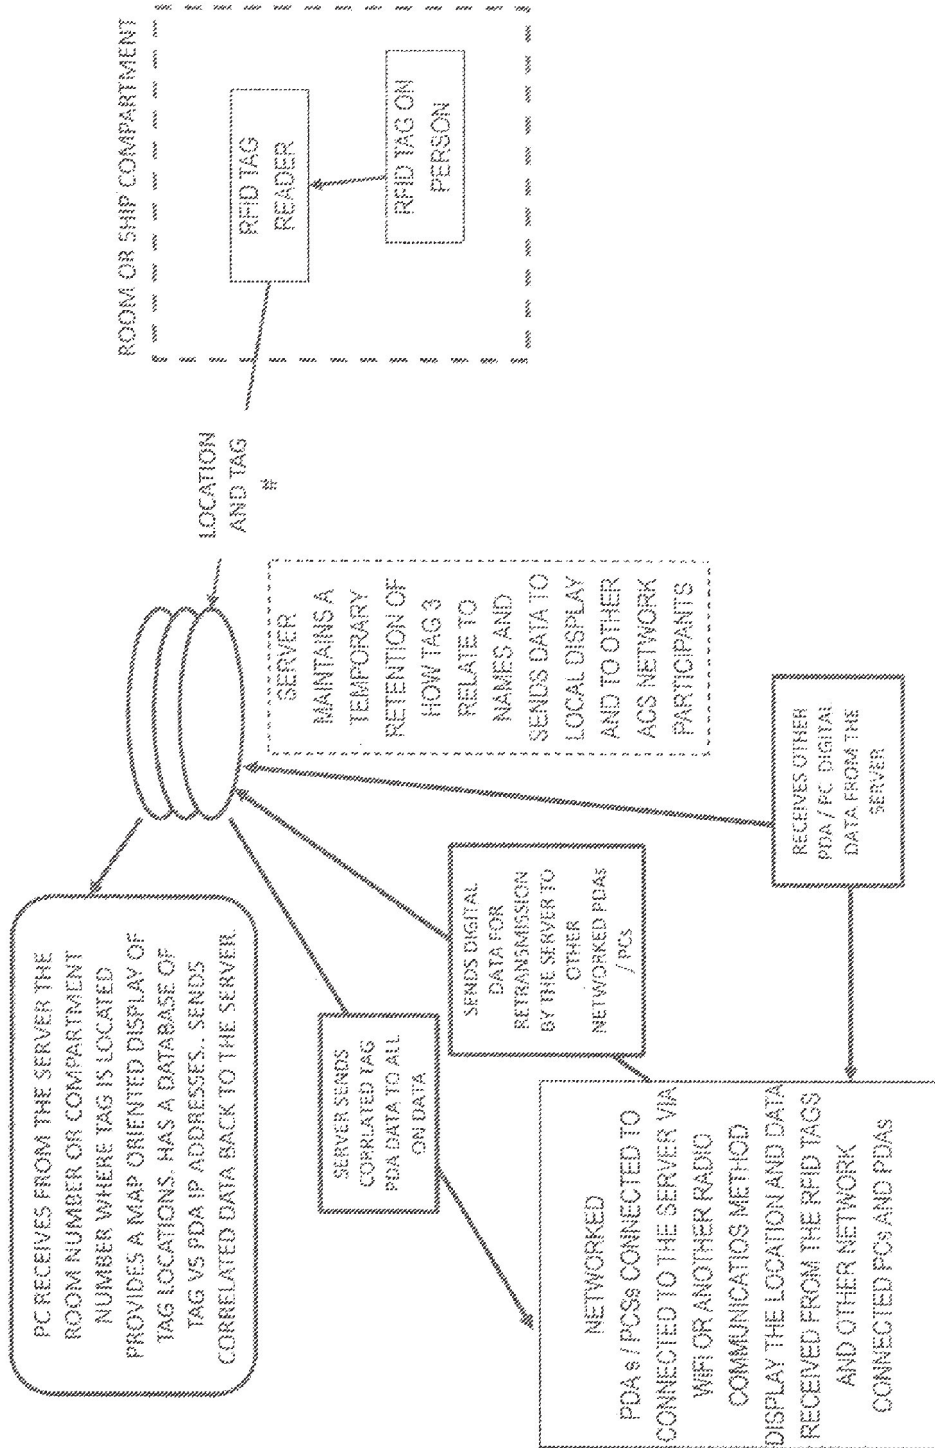 PC RECEIVES FROM THE SERVER THE
ROOM NUMBER OR COMPARTMENT
NUMBER WHERE TAG IS LOCATED
PROVIDES A MAP ORIENTED DISPLAY OF
TAG LOCATIONS. HAS A DATABASE OF
TAG VS PDA IP ADDRESSES.. SENDS
CORRELATED DATA BACK TO THE SERVER.
ROOM OR SHIP COMPARTMENT
RFID TAG
READER
RFID TAG ON
PERSON
LOCATION
AND TAG
#
SERVER
MAINTAINS A
TEMPORARY
RETENTION OF
HOW TAG 3
RELATE TO
NAMES AND
SENDS DATA TO
LOCAL DISPLAY
AND TO OTHER
ACS NETWORK
PARTICIPANTS
SERVER SENDS
CORRLATED TAG
PDA DATA TO ALL
ON DATA
SENDS DIGITAL
DATA FOR
RETRANSMISSION
BY THE SERVER TO
OTHER
NETWORKED PDAs
/ PCs
RECEIVES OTHER
PDA / PC DIGITAL
DATA FROM THE
SERVER
NETWORKED
PDA s / PCSs CONNECTED TO
CONNECTED TO THE SERVER VIA
WIFI OR ANOTHER RADIO
COMMUNICATIOS METHOD
DISPLAY THE LOCATION AND DATA
RECEIVED FROM THE RFID TAGS
AND OTHER NETWORK
CONNECTED PCs AND PDAs